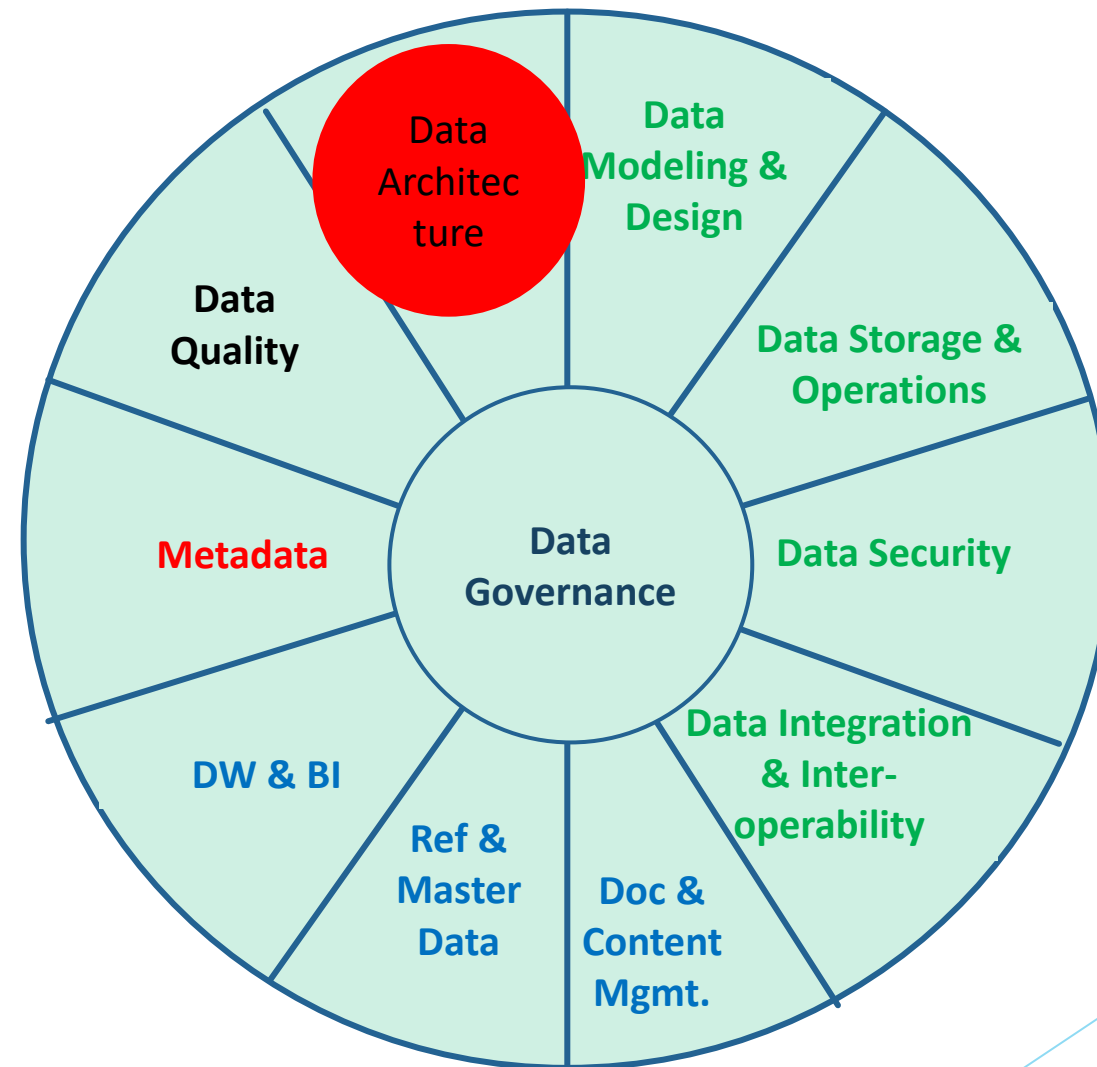 Data
Architec
ture
Data
Modeling &
Design
Data Storage &
Operations
Data Security
Data Integration
& Inter-
operability
Doc &
Content
Mgmt.
Ref &
Master
Data
DW & BI
Metadata
Data
Quality
Data
Governance